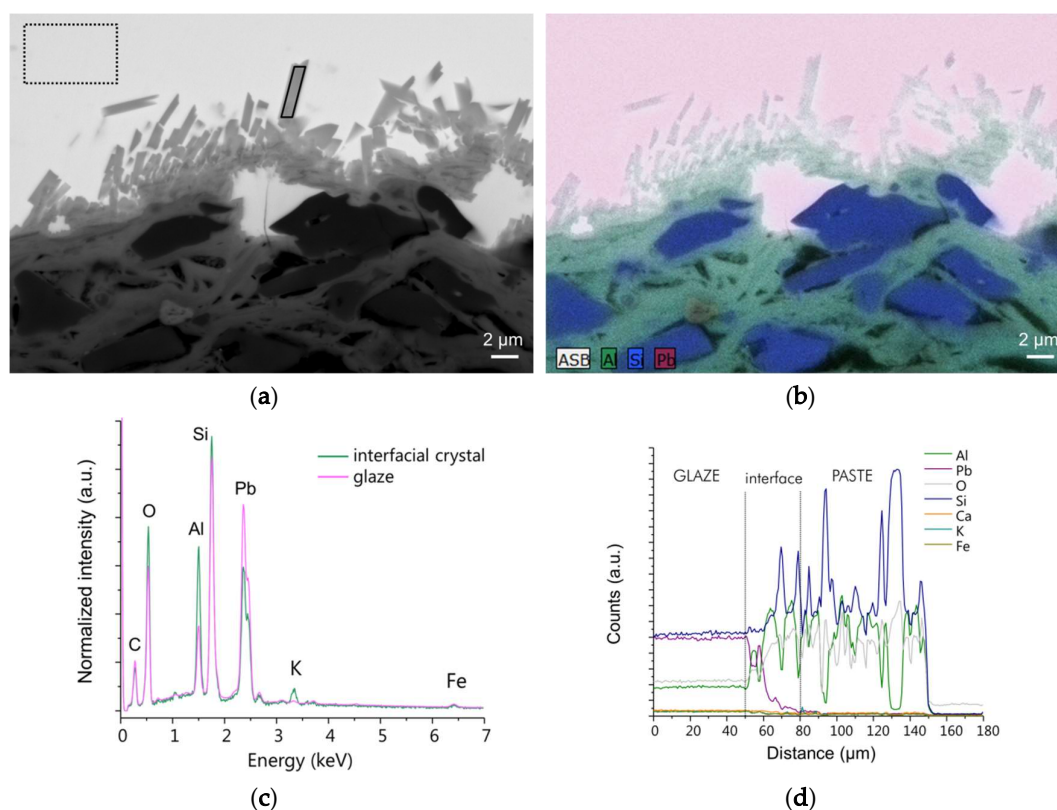 2 µm
ASB Al Si Pb
2 µm
(a)
(b)
Normalized intensity (a.u.)
C
O
Al
Si
Pb
K
Fe
interfacial crystal
glaze
0 1 2 3 4 5 6 7
Energy (keV)
(c)
Counts (a.u.)
GLAZE
interface
PASTE
Al
Pb
O
Si
Ca
K
Fe
0 20 40 60 80 100 120 140 160 180
Distance (µm)
(d)